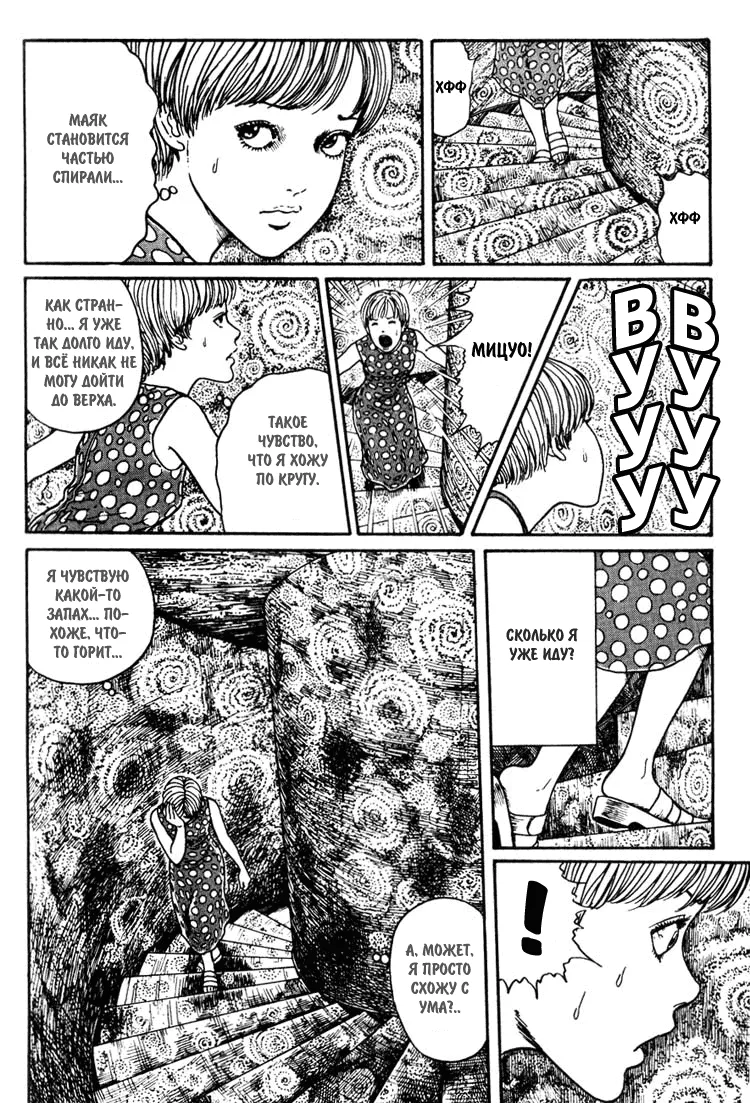 МАЯК
СТАНОВИТСЯ
ЧАСТЬЮ
СПИРАЛИ...
ХФФ
ХФФ
КАК СТРАН-
НО... Я УЖЕ
ТАК ДОЛГО ИДУ,
И ВСЁ НИКАК НЕ
МОГУ ДОЙТИ
ДО ВЕРХА.
ТАКОЕ
ЧУВСТВО,
ЧТО Я ХОЖУ
ПО КРУГУ.
МИЦУО!
ВУУУ
ВУУУ
Я ЧУВСТВУЮ
КАКОЙ-ТО
ЗАПАХ... ПО-
ХОЖЕ, ЧТО-
ТО ГОРИТ...
СКОЛЬКО Я
УЖЕ ИДУ?
А, МОЖЕТ,
Я ПРОСТО
СХОЖУ С
УМА?..
!